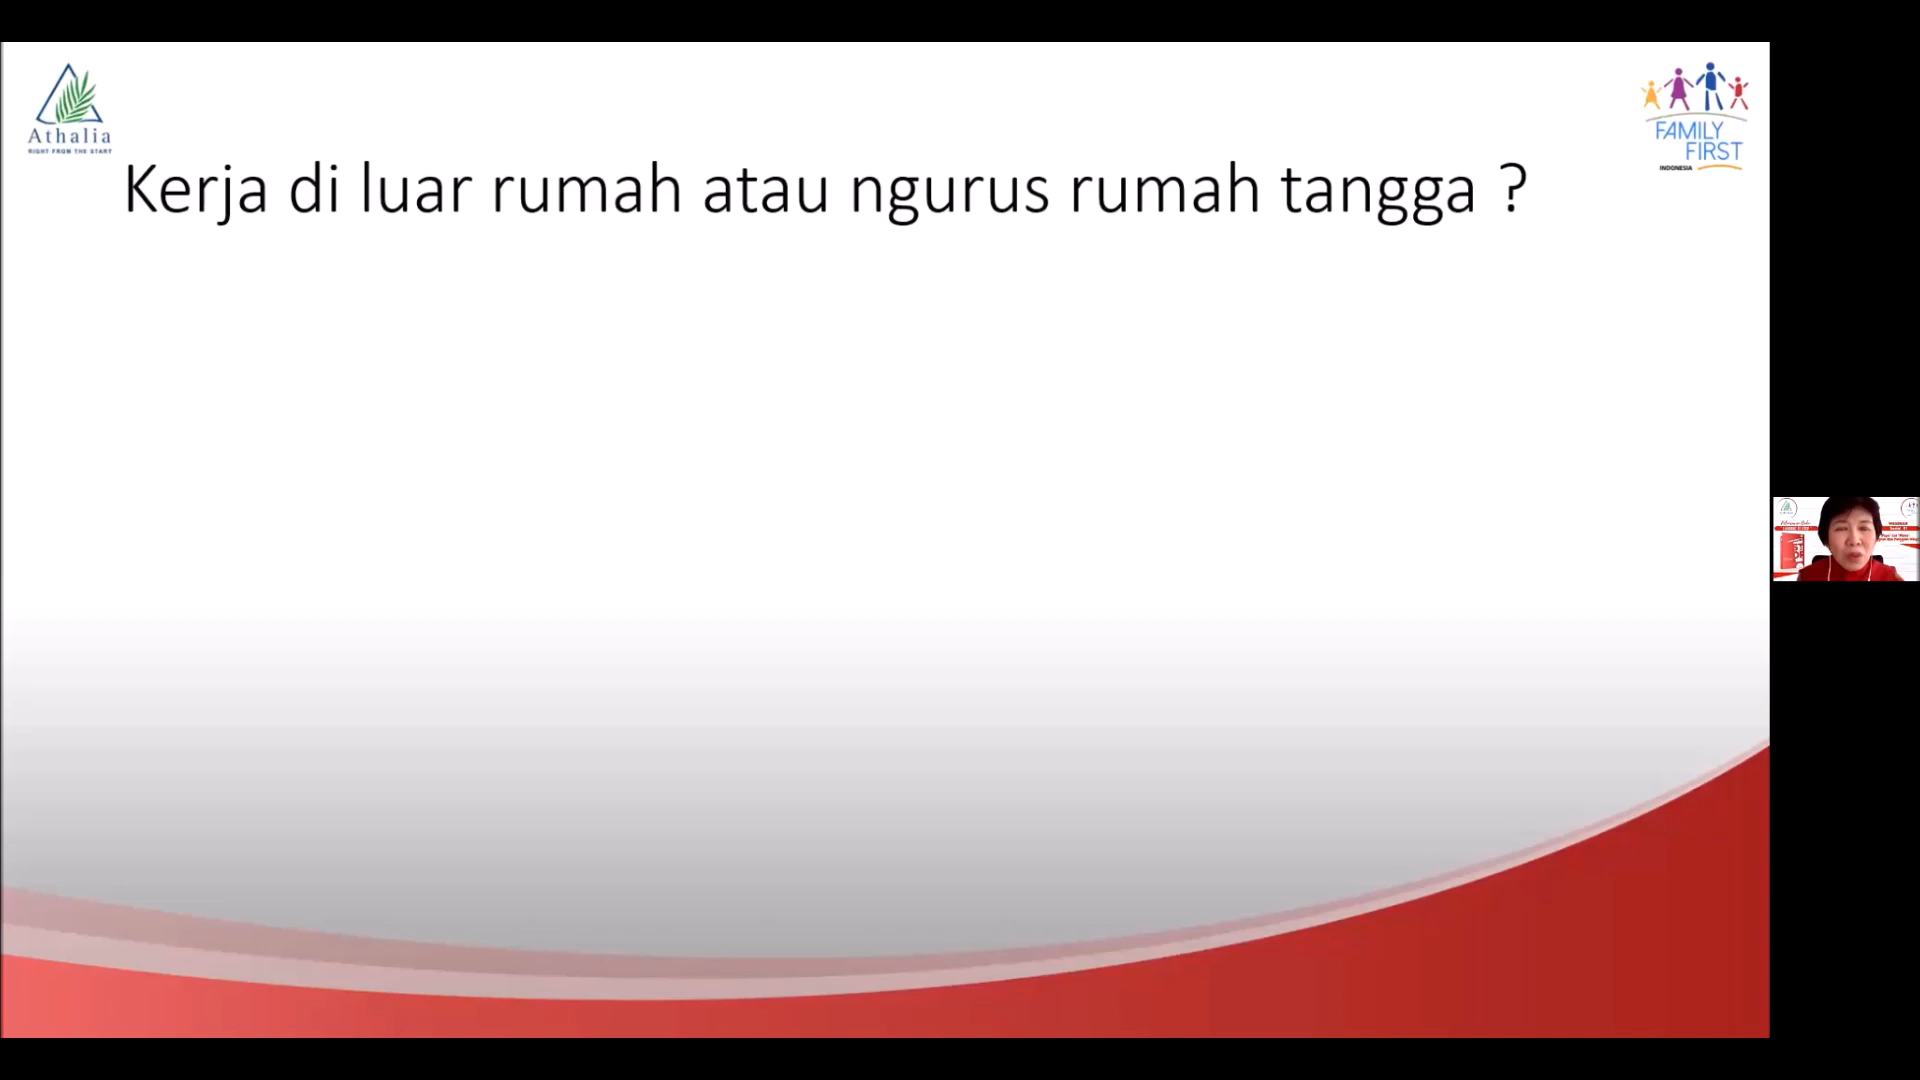 Athalia
RIGHT FROM THE START
FAMILY
FIRST
INDONESIA
Kerja di luar rumah atau ngurus rumah tangga ?